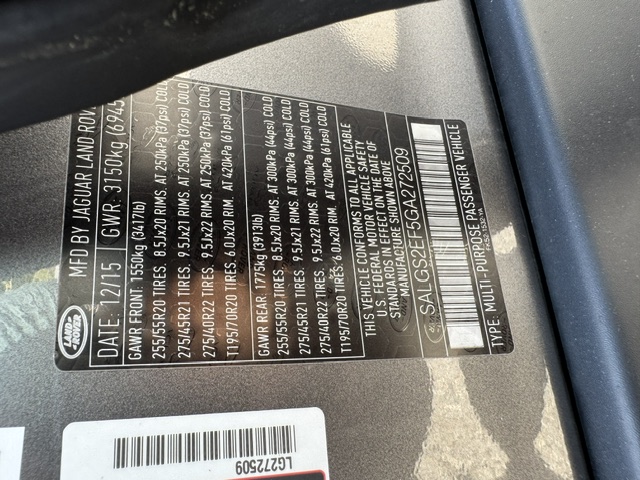 LAND-
ROVER
MFD BY JAGUAR LAND ROV
DATE: 12/15 GWR: 3150kg (6945
GAWR FRONT 1550kg (3417lb)
255/55R20 TIRES. 8.5Jx20 RIMS. AT 250kPa (37psi) COLD
275/45R21 TIRES. 9.5Jx21 RIMS. AT 250kPa (37psi) COLD
275/40R22 TIRES. 9.5Jx22 RIMS. AT 250kPa (37psi) COLD
T195/70R20 TIRES. 6.0Jx20 RIM. AT 420kPa (61psi) COLD
GAWR REAR. 1775kg (3913lb)
255/55R20 TIRES. 8.5Jx20 RIMS. AT 300kPa (44psi) COLD
275/45R21 TIRES. 9.5Jx21 RIMS. AT 300kPa (44psi) COLD
275/40R22 TIRES. 9.5Jx22 RIMS. AT 300kPa (44psi) COLD
T195/70R20 TIRES. 6.0Jx20 RIM. AT 420kPa (61psi) COLD
THIS VEHICLE CONFORMS TO ALL APPLICABLE
U.S. FEDERAL MOTOR VEHICLE SAFETY
STANDARDS IN EFFECT ON THE DATE OF
MANUFACTURE SHOWN ABOVE
SALGS2ET5GA272509
TYPE: MULTI-PURPOSE PASSENGER VEHICLE
LG272509